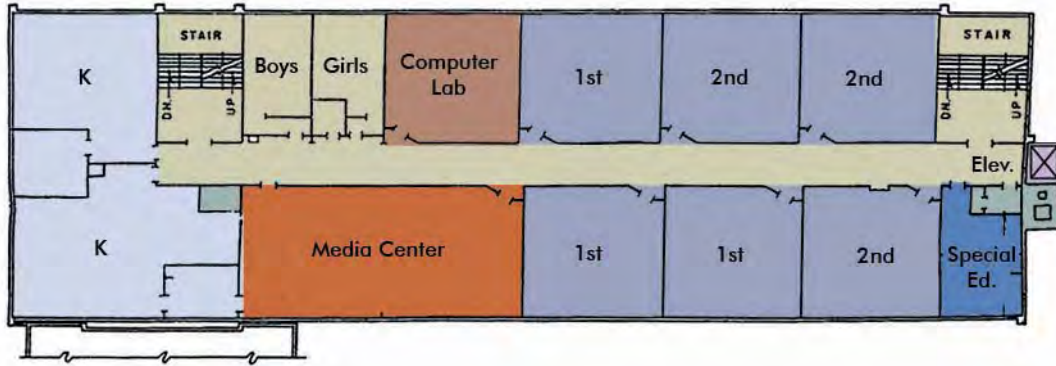 STAIR
STAIR
K
Boys
Girls
Computer
Lab
1st
2nd
2nd
DN.
UP
DN.
UP
Elev.
K
Media Center
1st
1st
2nd
Special
Ed.